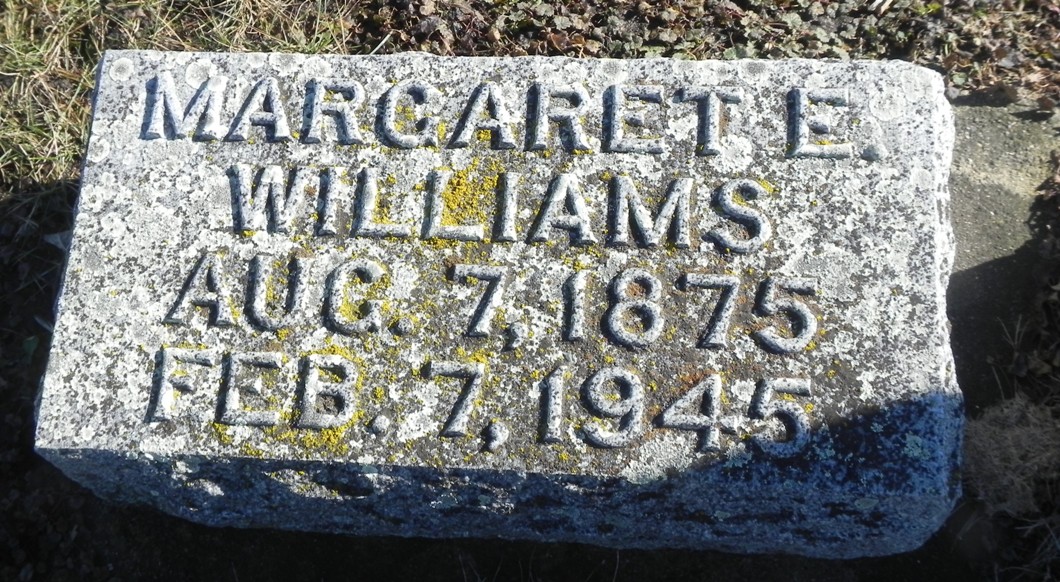 MARGARET E.
WILLIAMS
AUG. 7, 1875
FEB. 7, 1945